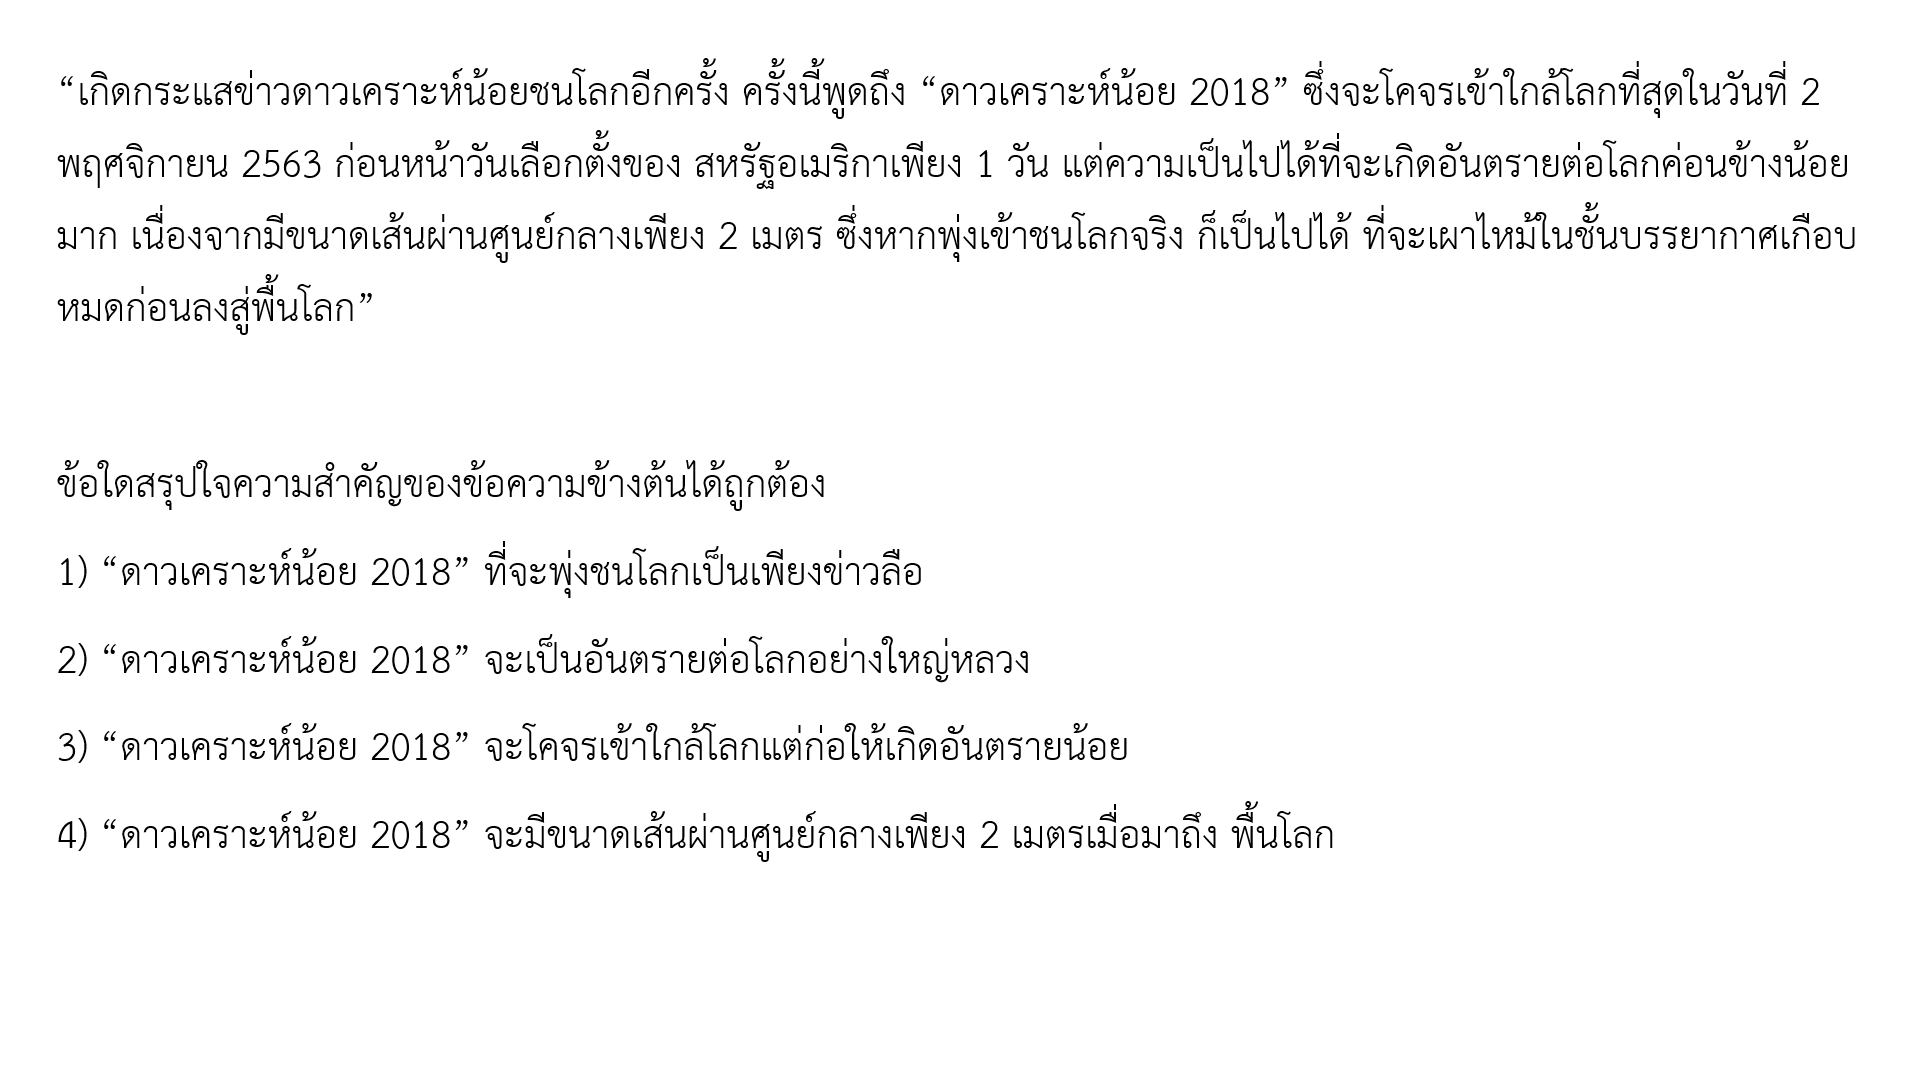 “เกิดกระแสข่าวดาวเคราะห์น้อยชนโลกอีกครั้ง ครั้งนี้พูดถึง “ดาวเคราะห์น้อย 2018” ซึ่งจะโคจรเข้าใกล้โลกที่สุดในวันที่ 2
พฤศจิกายน 2563 ก่อนหน้าวันเลือกตั้งของ สหรัฐอเมริกาเพียง 1 วัน แต่ความเป็นไปได้ที่จะเกิดอันตรายต่อโลกค่อนข้างน้อย
มาก เนื่องจากมีขนาดเส้นผ่านศูนย์กลางเพียง 2 เมตร ซึ่งหากพุ่งเข้าชนโลกจริง ก็เป็นไปได้ ที่จะเผาไหม้ในชั้นบรรยากาศเกือบ
หมดก่อนลงสู่พื้นโลก”
ข้อใดสรุปใจความสำคัญของข้อความข้างต้นได้ถูกต้อง
1) “ดาวเคราะห์น้อย 2018” ที่จะพุ่งชนโลกเป็นเพียงข่าวลือ
2) “ดาวเคราะห์น้อย 2018” จะเป็นอันตรายต่อโลกอย่างใหญ่หลวง
3) “ดาวเคราะห์น้อย 2018” จะโคจรเข้าใกล้โลกแต่ก่อให้เกิดอันตรายน้อย
4) “ดาวเคราะห์น้อย 2018” จะมีขนาดเส้นผ่านศูนย์กลางเพียง 2 เมตรเมื่อมาถึง พื้นโลก